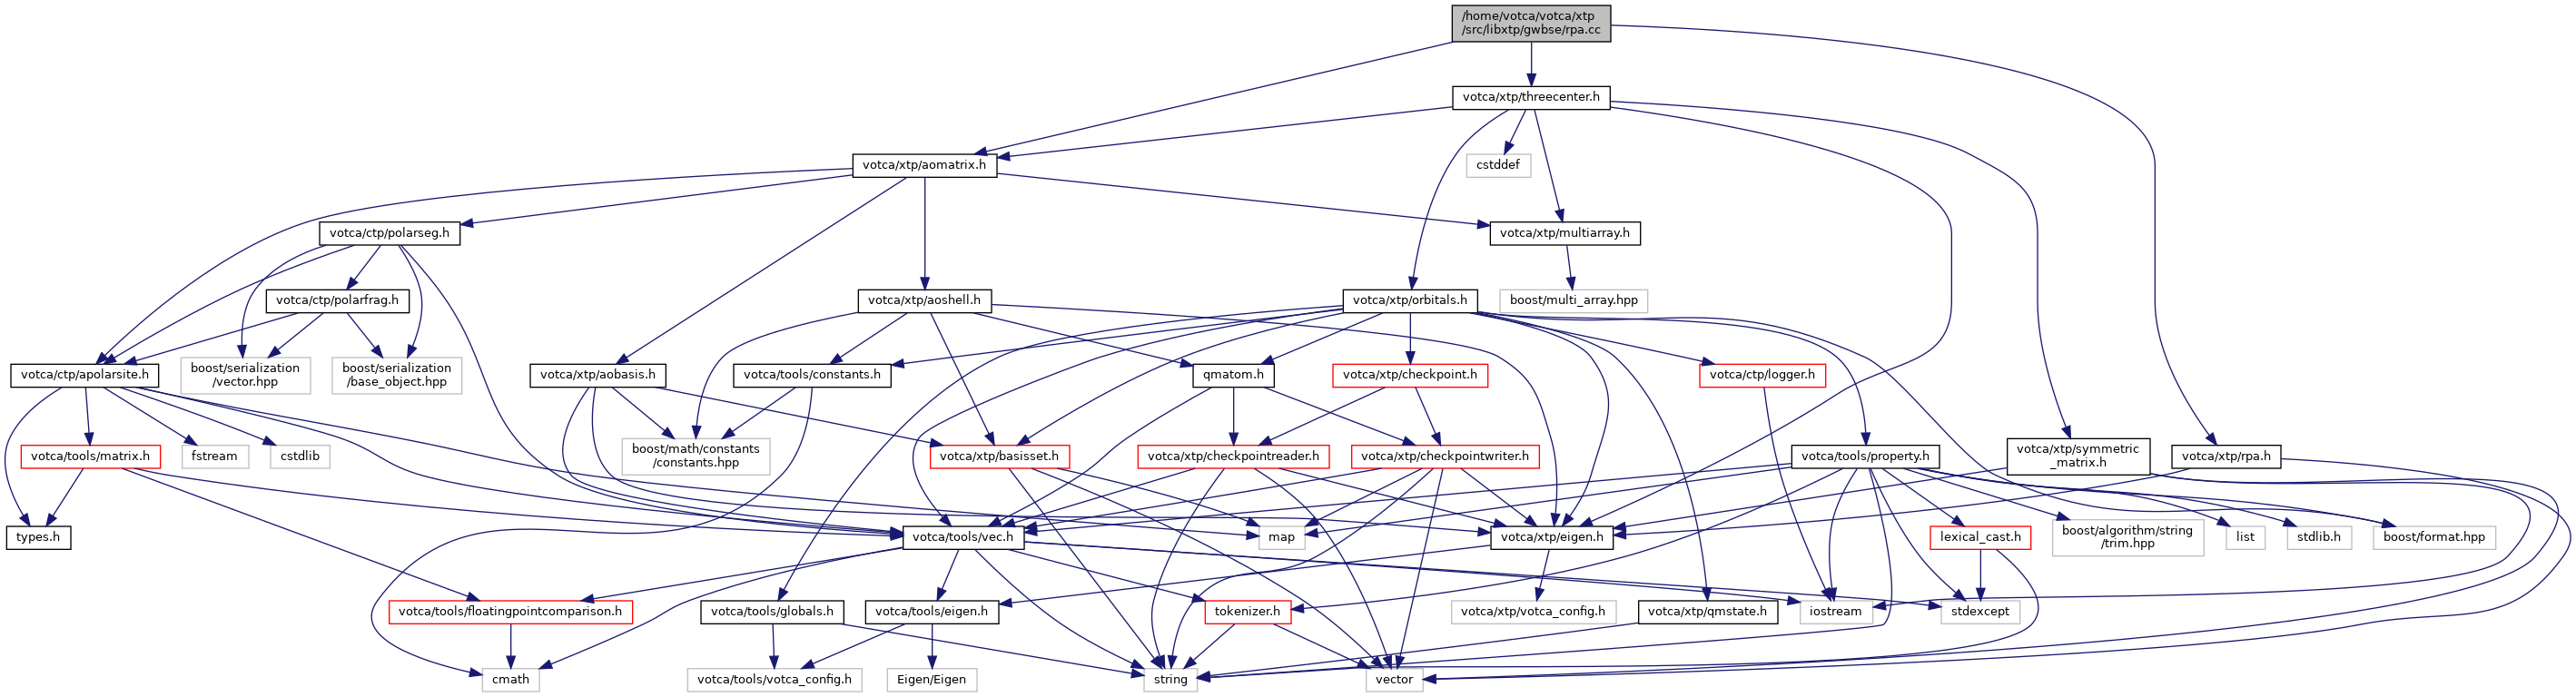 /home/votca/votca/xtp
/src/libxtp/gwbse/rpa.cc
votca/xtp/threecenter.h
votca/xtp/aomatrix.h
cstddef
votca/ctp/polarseg.h
votca/xtp/multiarray.h
votca/ctp/polarfrag.h
votca/xtp/aoshell.h
votca/xtp/orbitals.h
boost/multi_array.hpp
votca/ctp/apolarsite.h
boost/serialization
/vector.hpp
boost/serialization
/base_object.hpp
votca/xtp/aobasis.h
votca/tools/constants.h
qmatom.h
votca/xtp/checkpoint.h
votca/ctp/logger.h
votca/tools/matrix.h
fstream
cstdlib
boost/math/constants
/constants.hpp
votca/xtp/basisset.h
votca/xtp/checkpointreader.h
votca/xtp/checkpointwriter.h
votca/tools/property.h
votca/xtp/symmetric
_matrix.h
votca/xtp/rpa.h
types.h
votca/tools/vec.h
map
votca/xtp/eigen.h
lexical_cast.h
boost/algorithm/string
/trim.hpp
list
stdlib.h
boost/format.hpp
votca/tools/floatingpointcomparison.h
votca/tools/globals.h
votca/tools/eigen.h
tokenizer.h
votca/xtp/votca_config.h
votca/xtp/qmstate.h
iostream
stdexcept
cmath
votca/tools/votca_config.h
Eigen/Eigen
string
vector